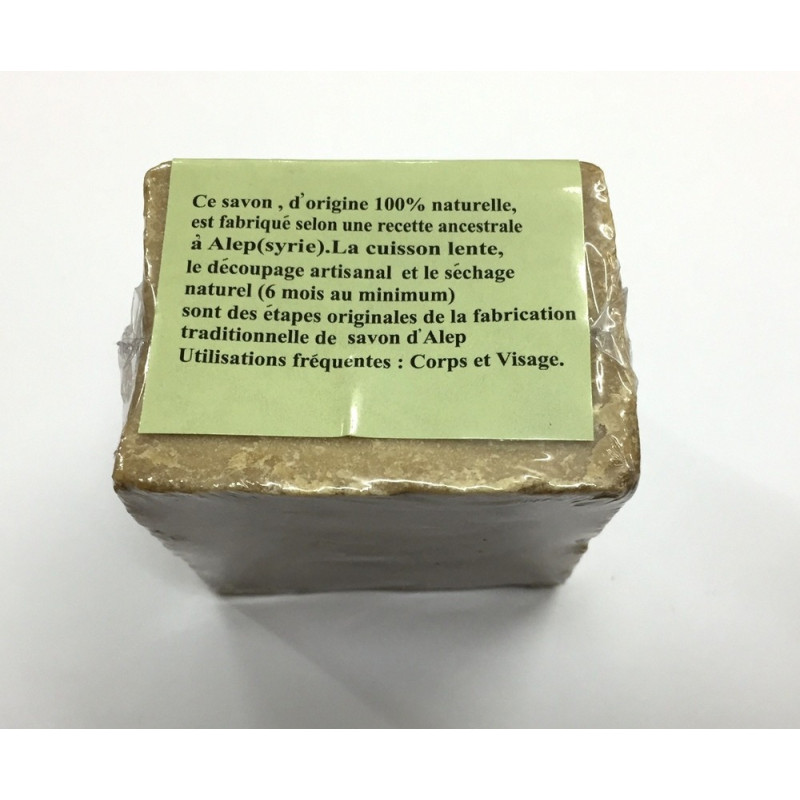 Ce savon , d'origine 100% naturelle,
est fabriqué selon une recette ancestrale
à Alep(syrie).La cuisson lente,
le découpage artisanal et le séchage
naturel (6 mois au minimum)
sont des étapes originales de la fabrication
traditionnelle de savon d'Alep
Utilisations fréquentes : Corps et Visage.